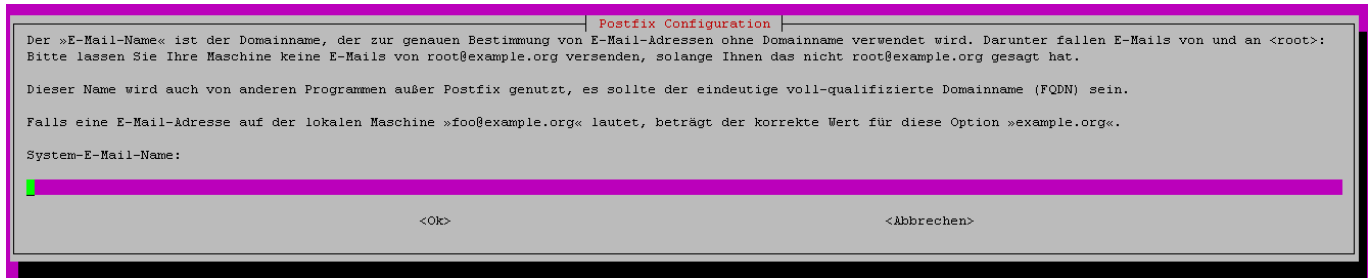 Postfix Configuration
Der »E-Mail-Name« ist der Domainname, der zur genauen Bestimmung von E-Mail-Adressen ohne Domainname verwendet wird. Darunter fallen E-Mails von und an <root>:
Bitte lassen Sie Ihre Maschine keine E-Mails von root@example.org versenden, solange Ihnen das nicht root@example.org gesagt hat.
Dieser Name wird auch von anderen Programmen außer Postfix genutzt, es sollte der eindeutige voll-qualifizierte Domainname (FQDN) sein.
Falls eine E-Mail-Adresse auf der lokalen Maschine »foo@example.org« lautet, beträgt der korrekte Wert für diese Option »example.org«.
System-E-Mail-Name:
<Ok> <Abbrechen>